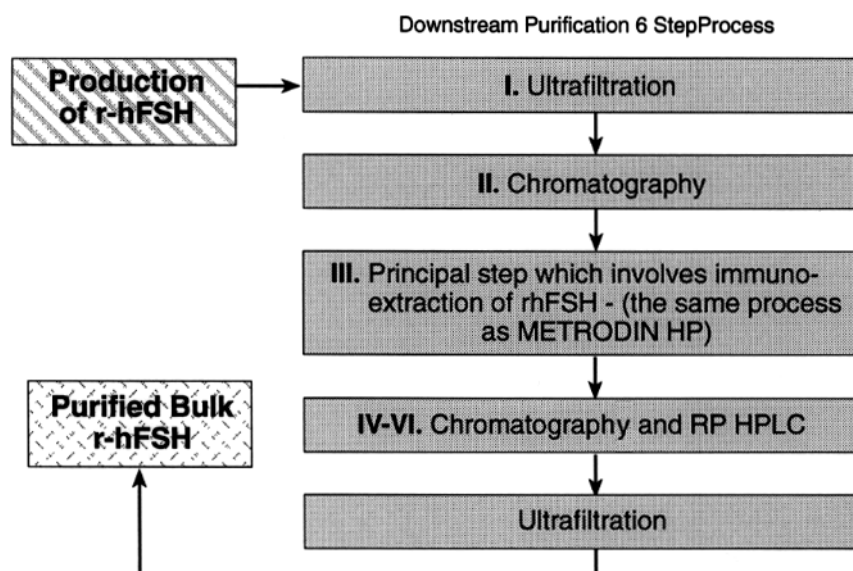 Downstream Purification 6 StepProcess
Production
of r-hFSH
I. Ultrafiltration
II. Chromatography
III. Principal step which involves immuno-
extraction of rhFSH - (the same process
as METRODIN HP)
Purified Bulk
r-hFSH
IV-VI. Chromatography and RP HPLC
Ultrafiltration